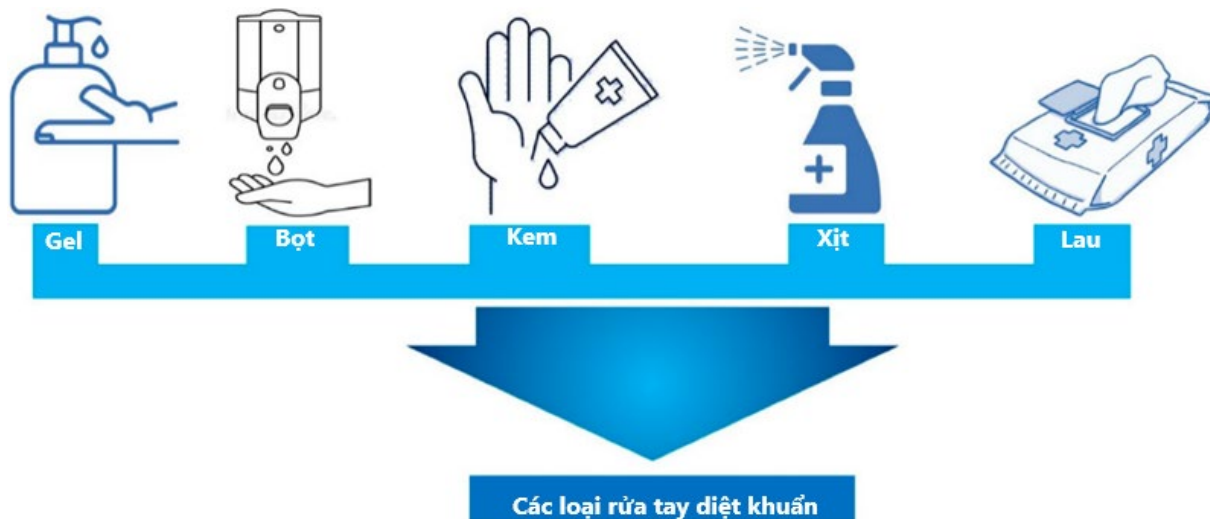 Gel
Bọt
Kem
Xịt
Lau
Các loại rửa tay diệt khuẩn